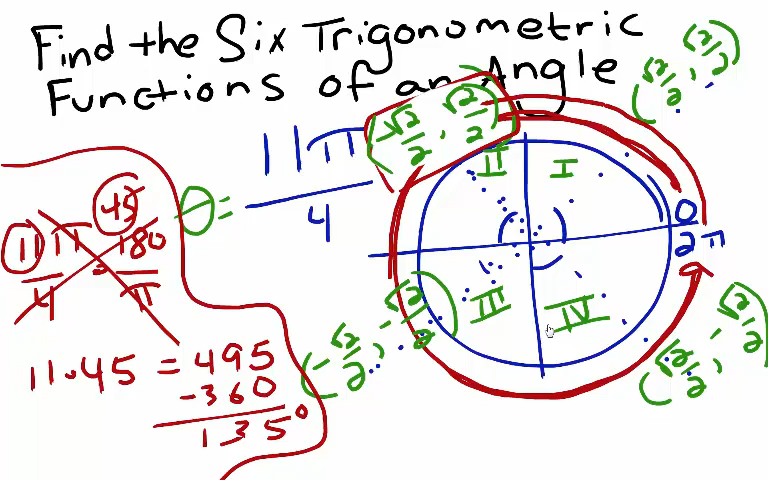 Find the Six Trigonometric
Functions of an Angle
θ = 11π/4
(-√2/2, √2/2)
(√2/2, √2/2)
II I
0
2π
III IV
(-√2/2, -√2/2)
(√2/2, -√2/2)
45
11π/4 = 180/π
11·45 = 495
-360
135°